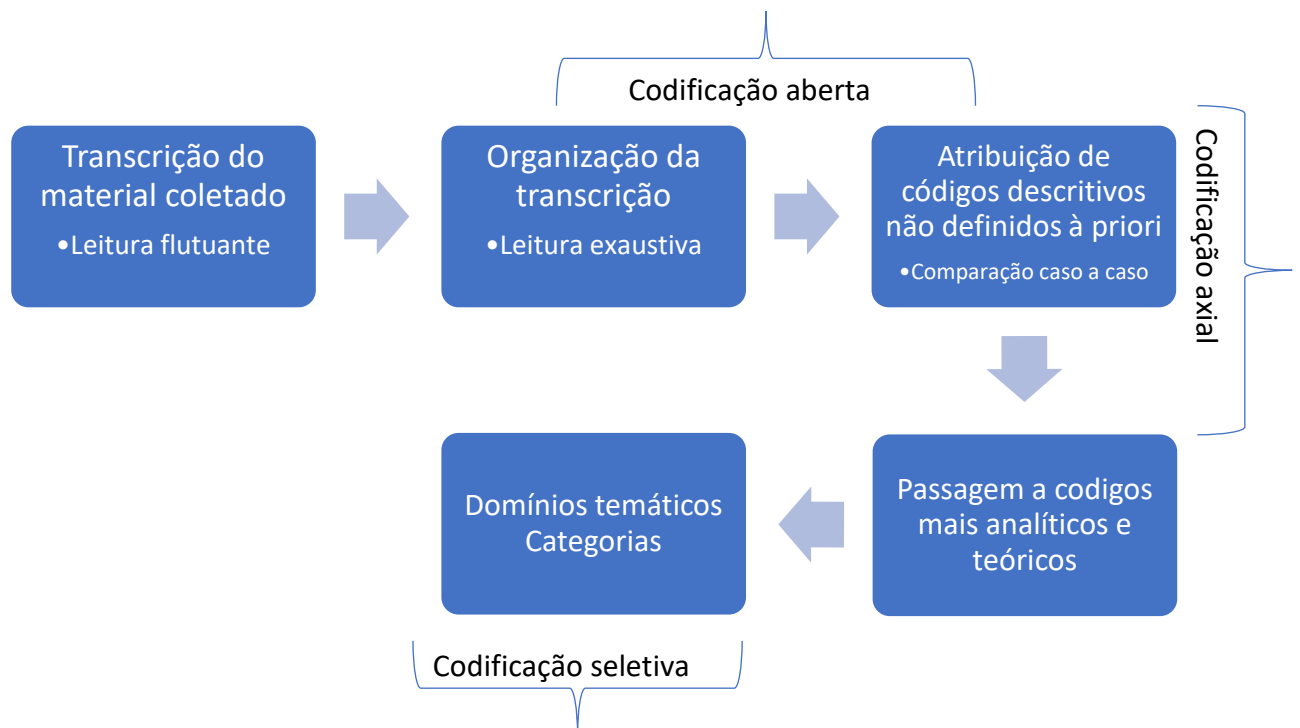 Codificação aberta
Transcrição do
material coletado
•Leitura flutuante
Organização da
transcrição
•Leitura exaustiva
Atribuição de
códigos descritivos
não definidos à priori
•Comparação caso a caso
Codificação axial
Passagem a codigos
mais analíticos e
teóricos
Domínios temáticos
Categorias
Codificação seletiva